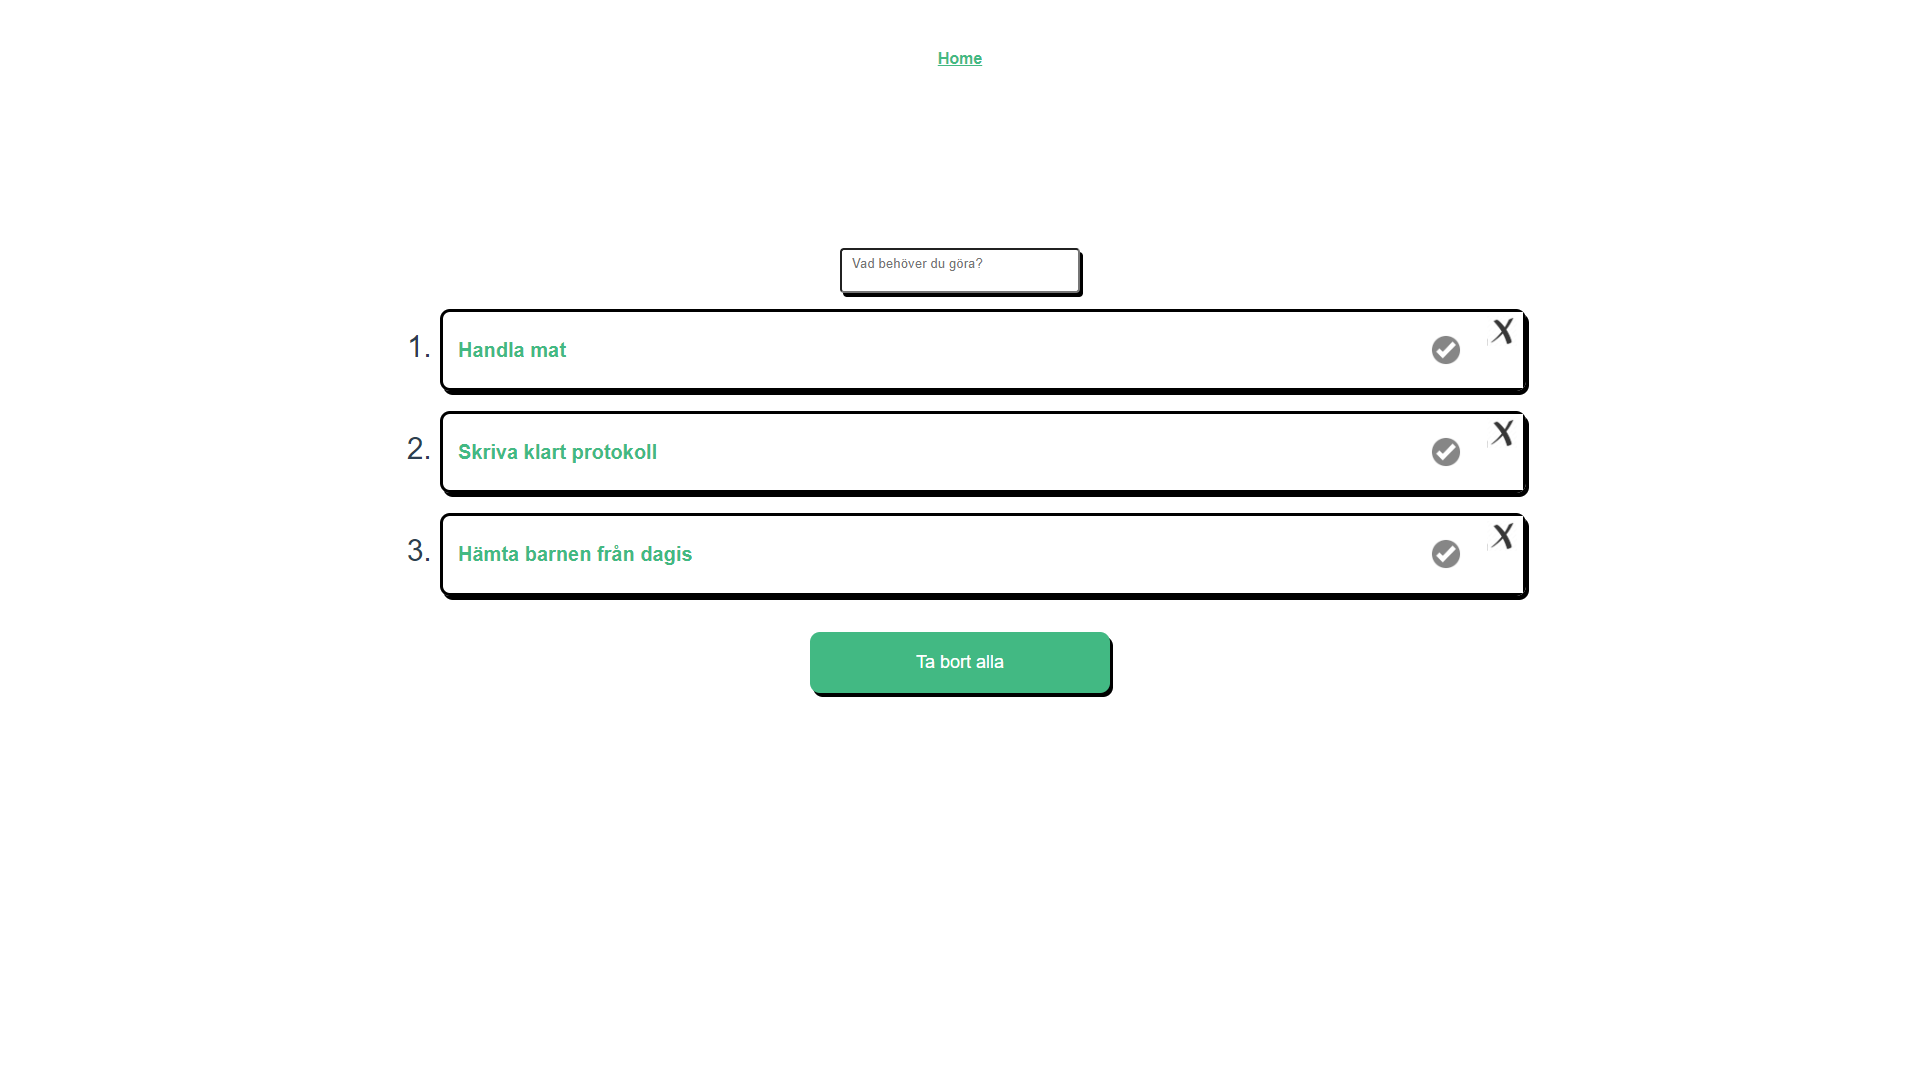 Home
Vad behöver du göra?
1. Handla mat
2. Skriva klart protokoll
3. Hämta barnen från dagis
Ta bort alla